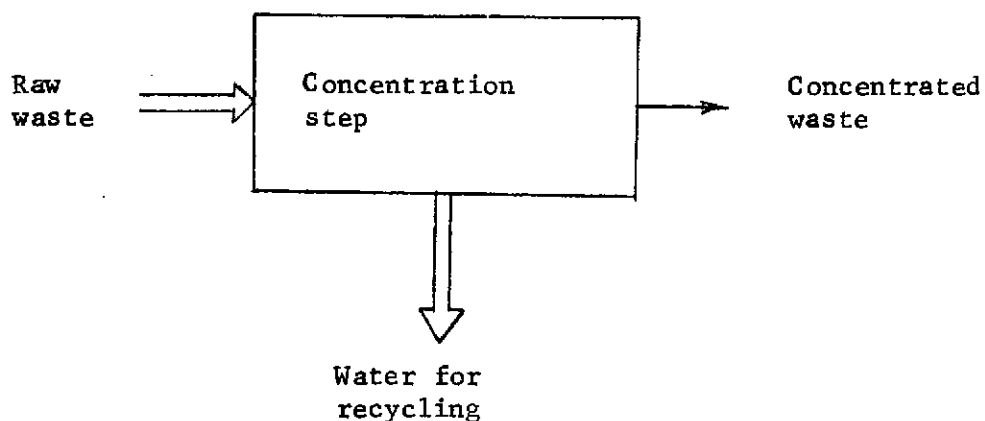 Raw
waste
Concentration
step
Concentrated
waste
Water for
recycling